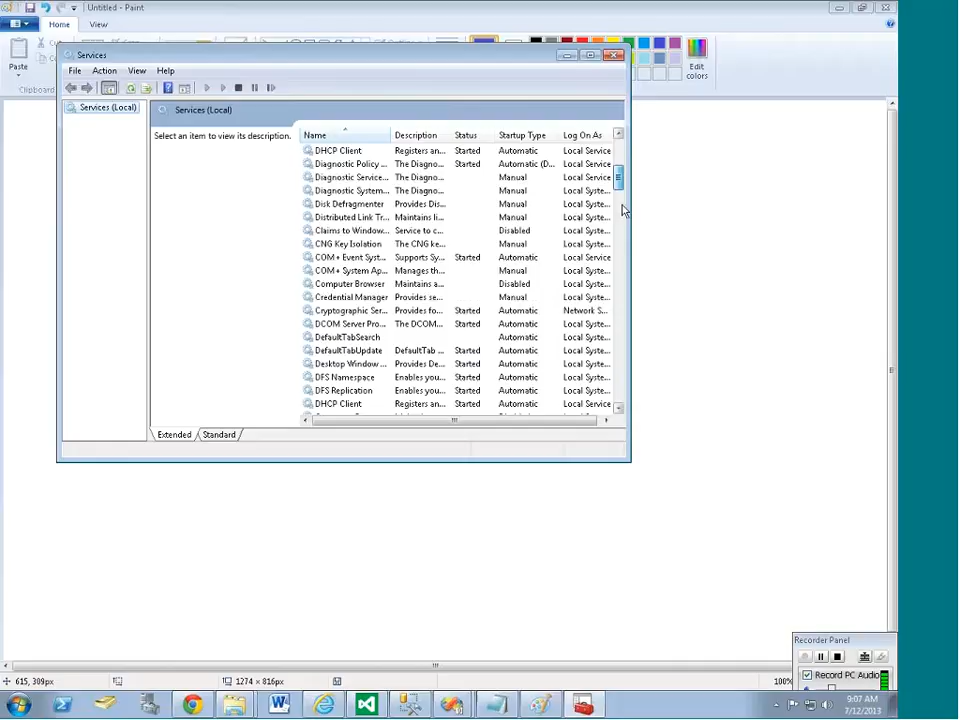 Untitled - Paint
Home View
Paste
Clipboard
Edit
colors
Services
File Action View Help
Services (Local)
Services (Local)
Select an item to view its description.
Name Description Status Startup Type Log On As
DHCP Client Registers an... Started Automatic Local Service
Diagnostic Policy ... The Diagno... Started Automatic (D... Local Service
Diagnostic Service... The Diagno... Manual Local Service
Diagnostic System... The Diagno... Manual Local Syste...
Disk Defragmenter Provides Dis... Manual Local Syste...
Distributed Link Tr... Maintains li... Manual Local Syste...
Claims to Window... Service to c... Disabled Local Syste...
CNG Key Isolation The CNG ke... Manual Local Syste...
COM+ Event Syst... Supports Sy... Started Automatic Local Service
COM+ System Ap... Manages th... Manual Local Syste...
Computer Browser Maintains a... Disabled Local Syste...
Credential Manager Provides se... Manual Local Syste...
Cryptographic Ser... Provides fo... Started Automatic Network S...
DCOM Server Pro... The DCOM... Started Automatic Local Syste...
DefaultTabSearch Automatic Local Syste...
DefaultTabUpdate DefaultTab ... Started Automatic Local Syste...
Desktop Window ... Provides De... Started Automatic Local Syste...
DFS Namespace Enables you... Started Automatic Local Syste...
DFS Replication Enables you... Started Automatic Local Syste...
DHCP Client Registers an... Started Automatic Local Service
Extended Standard
Recorder Panel
Record PC Audio
615, 309px 1274 × 816px 100%
9:07 AM
7/12/2013